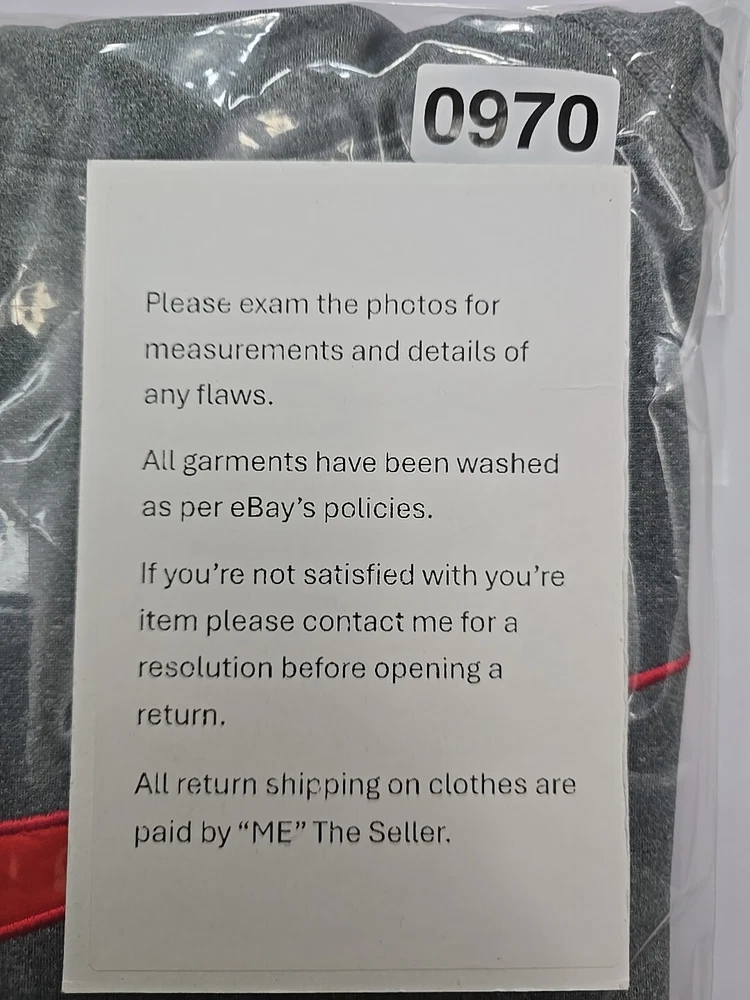 0970
Please exam the photos for
measurements and details of
any flaws.
All garments have been washed
as per eBay’s policies.
If you’re not satisfied with you’re
item please contact me for a
resolution before opening a
return.
All return shipping on clothes are
paid by “ME” The Seller.